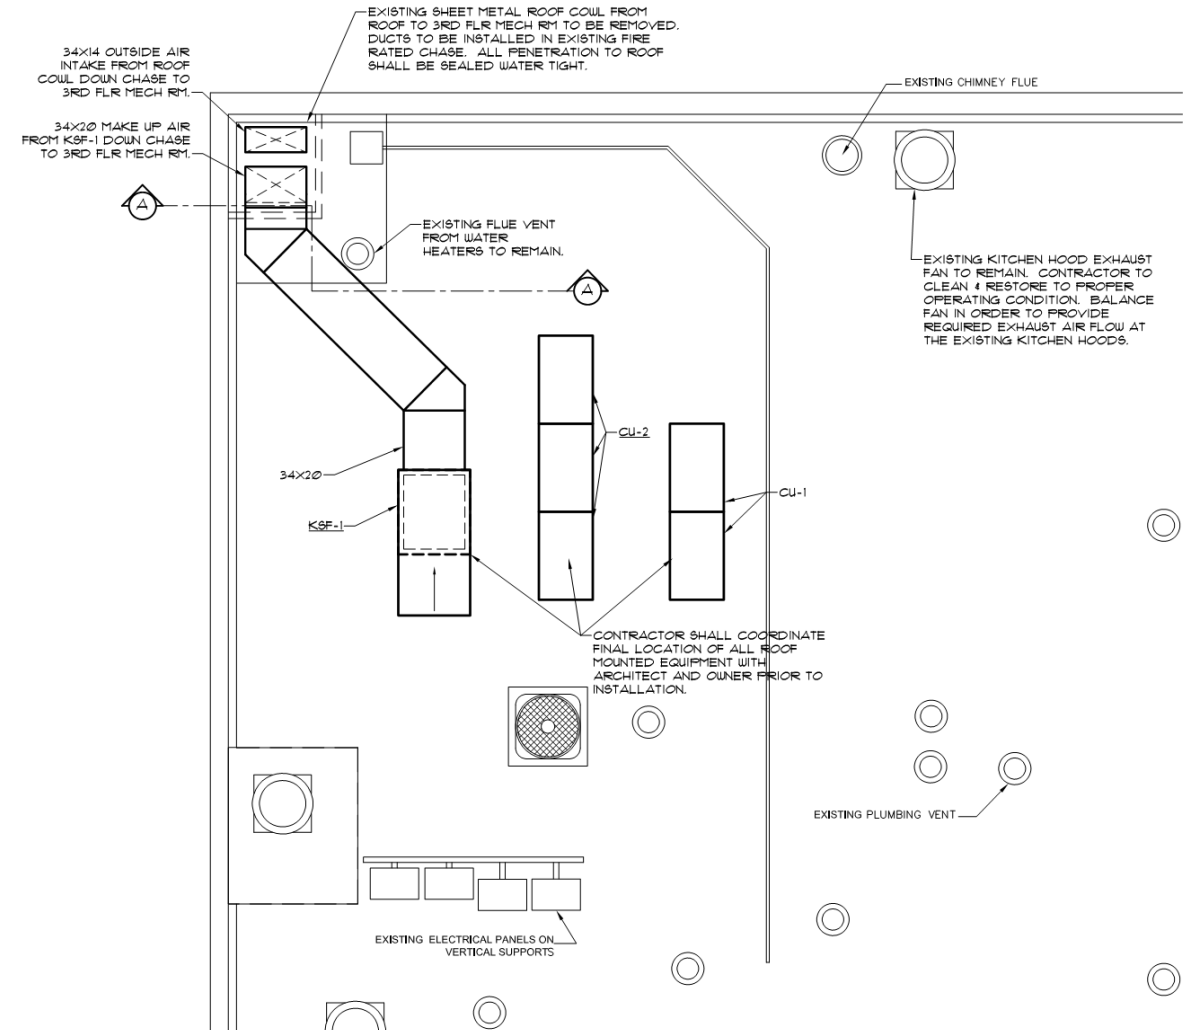 EXISTING SHEET METAL ROOF COWL FROM
ROOF TO 3RD FLR MECH RM TO BE REMOVED.
DUCTS TO BE INSTALLED IN EXISTING FIRE
RATED CHASE. ALL PENETRATION TO ROOF
SHALL BE SEALED WATER TIGHT.
34X14 OUTSIDE AIR
INTAKE FROM ROOF
COWL DOWN CHASE TO
3RD FLR MECH RM.
34X20 MAKE UP AIR
FROM KSF-1 DOWN CHASE
TO 3RD FLR MECH RM.
EXISTING CHIMNEY FLUE
A
EXISTING FLUE VENT
FROM WATER
HEATERS TO REMAIN.
A
EXISTING KITCHEN HOOD EXHAUST
FAN TO REMAIN. CONTRACTOR TO
CLEAN & RESTORE TO PROPER
OPERATING CONDITION. BALANCE
FAN IN ORDER TO PROVIDE
REQUIRED EXHAUST AIR FLOW AT
THE EXISTING KITCHEN HOODS.
CU-2
34X20
CU-1
KSF-1
CONTRACTOR SHALL COORDINATE
FINAL LOCATION OF ALL ROOF
MOUNTED EQUIPMENT WITH
ARCHITECT AND OWNER PRIOR TO
INSTALLATION.
EXISTING PLUMBING VENT
EXISTING ELECTRICAL PANELS ON
VERTICAL SUPPORTS